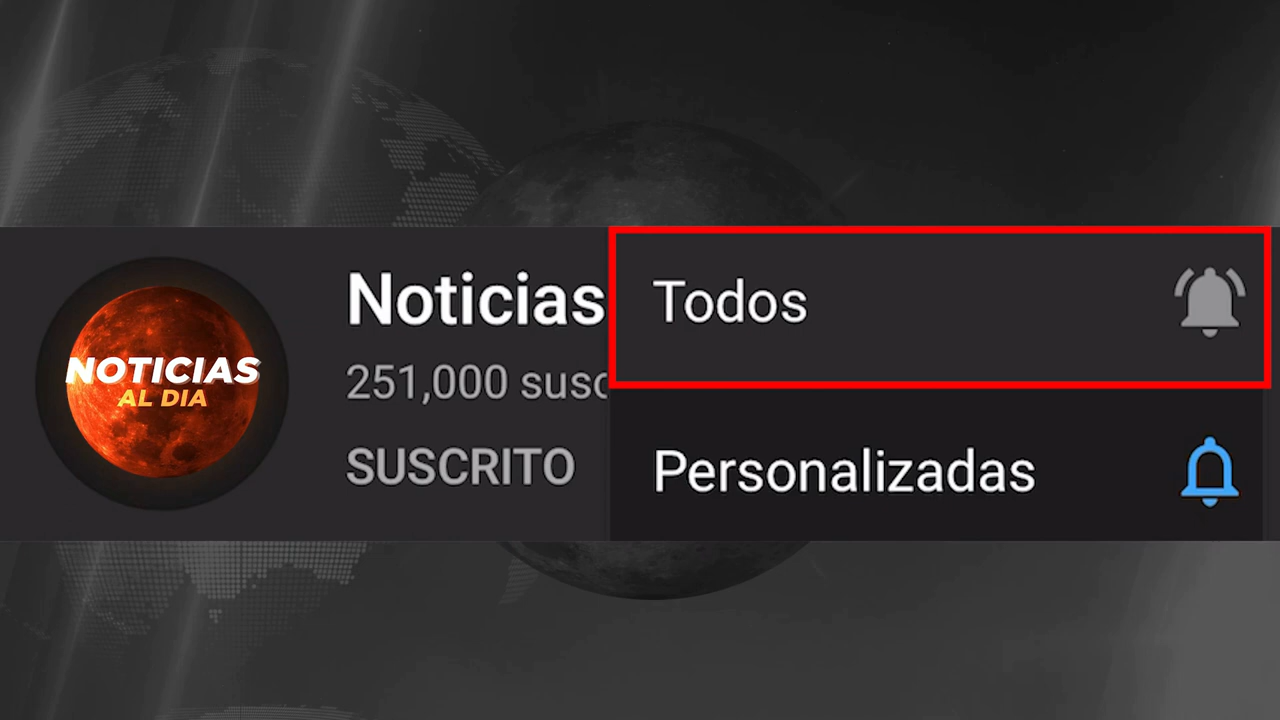 NOTICIAS
AL DIA
Noticias
251,000 susc
SUSCRITO
Todos
Personalizadas